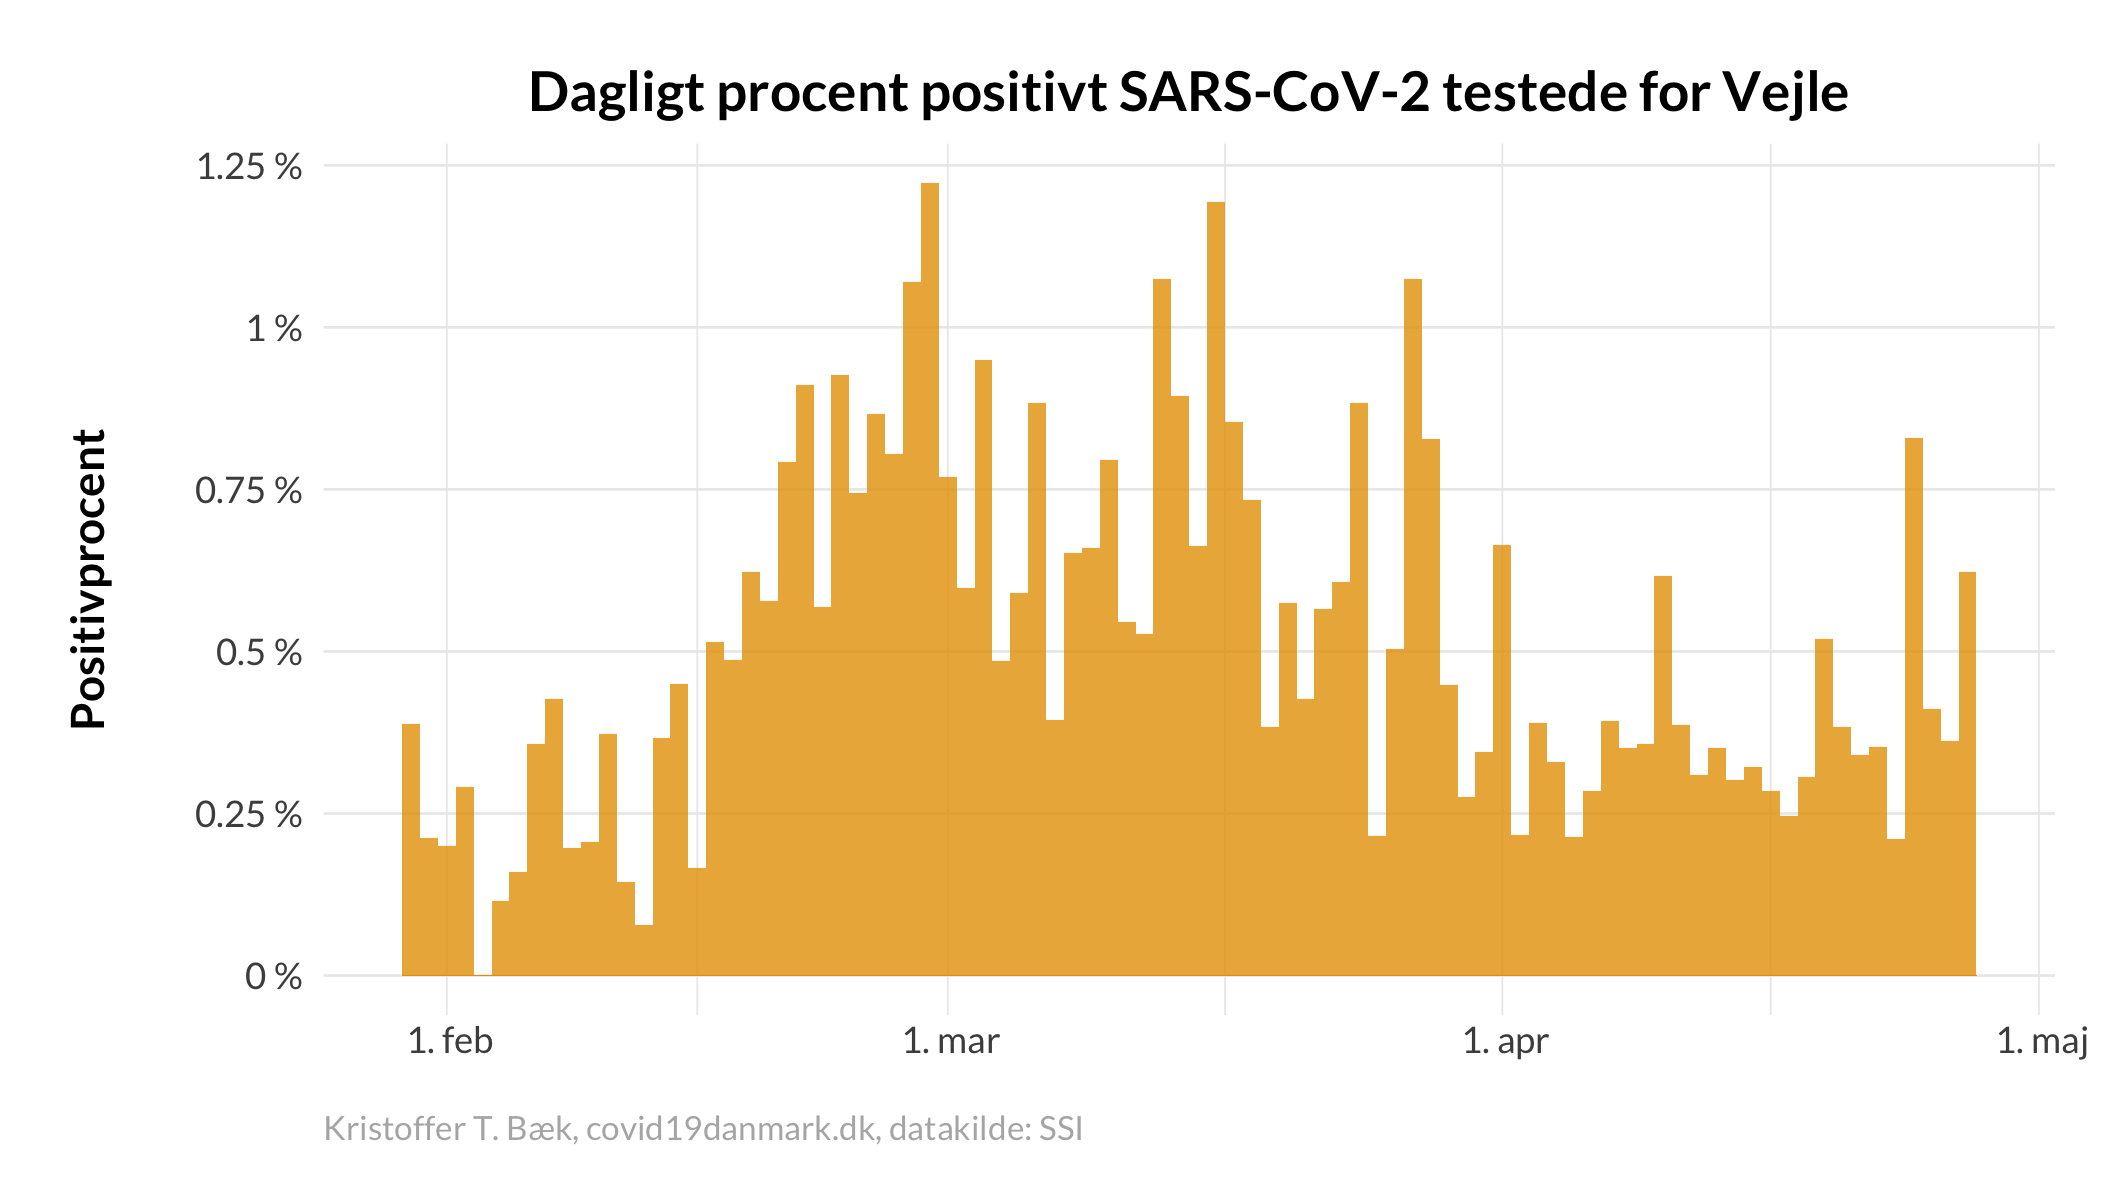 Dagligt procent positivt SARS-CoV-2 testede for Vejle
1.25 %
1 %
0.75 %
0.5 %
0.25 %
0 %
Positivprocent
1. feb
1. mar
1. apr
1. maj
Kristoffer T. Bæk, covid19danmark.dk, datakilde: SSI